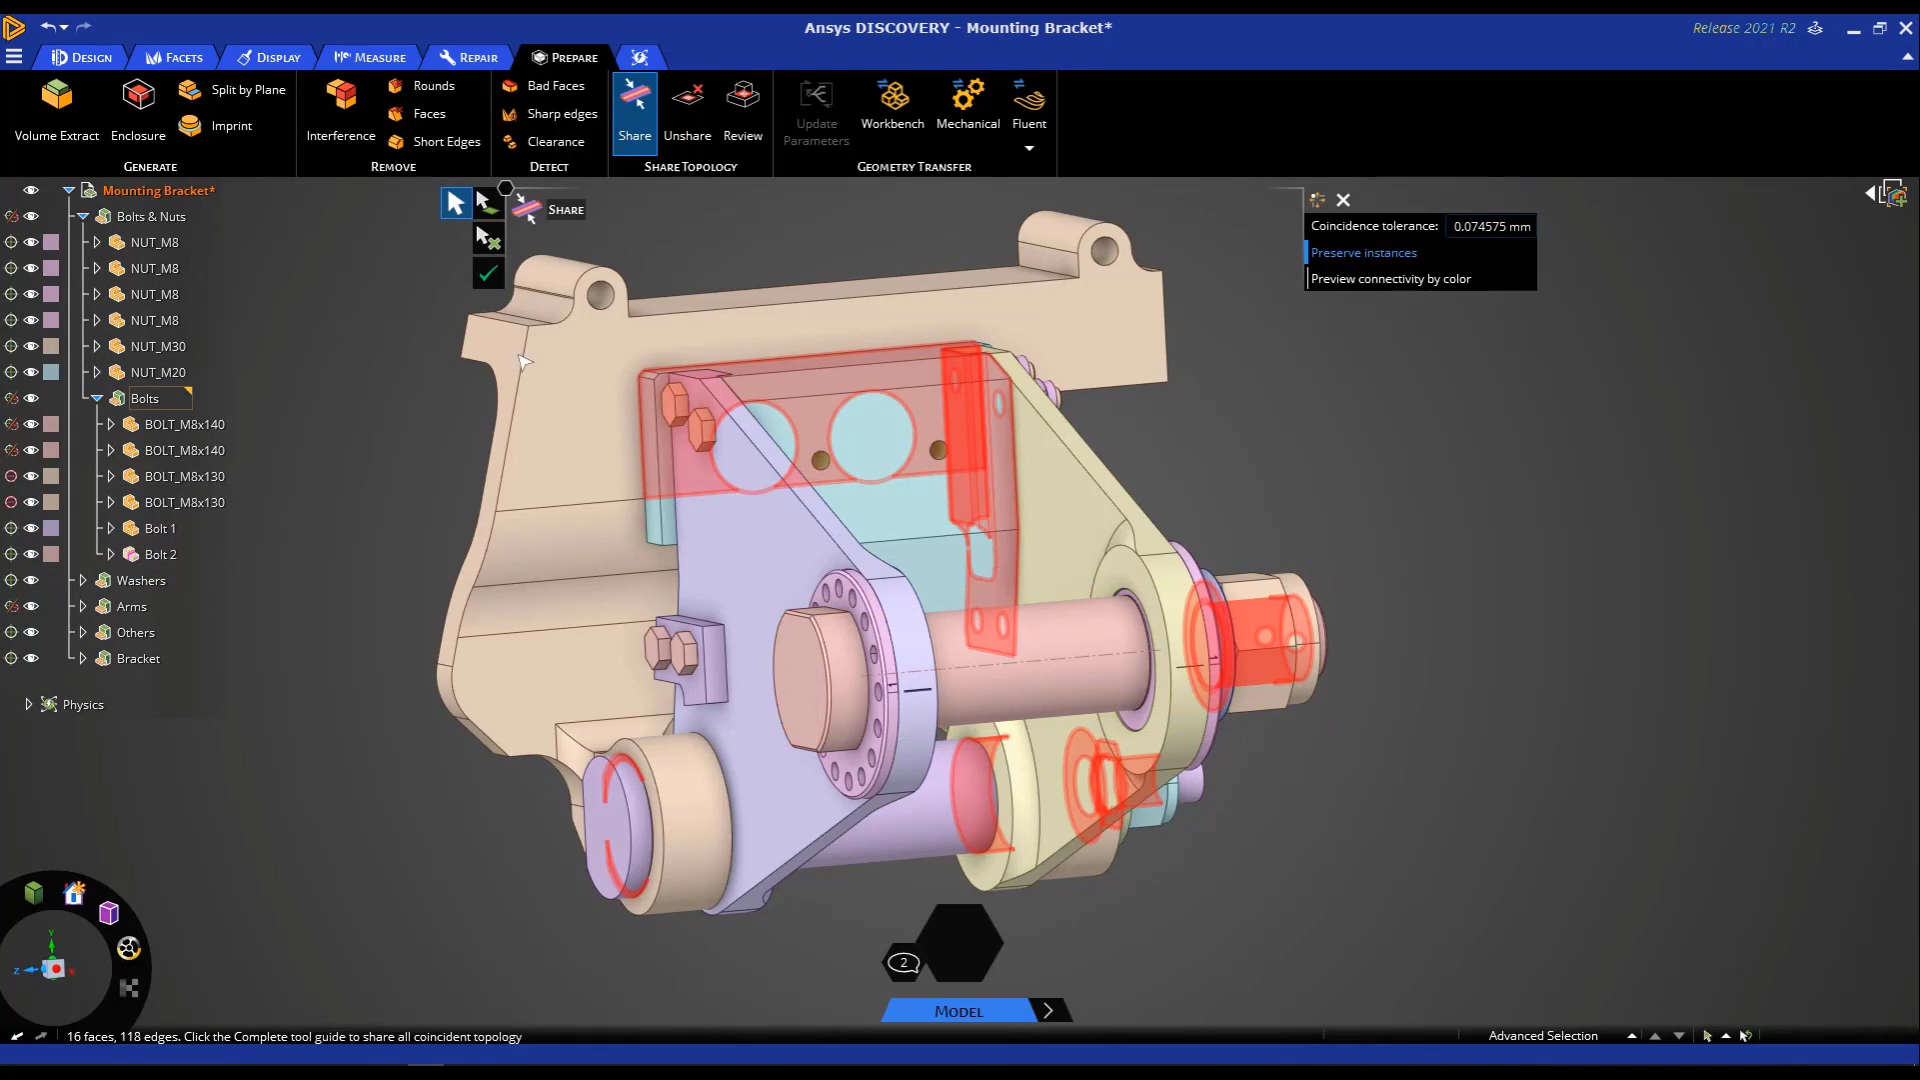 Ansys DISCOVERY - Mounting Bracket*
Release 2021 R2
DESIGN
FACETS
DISPLAY
MEASURE
REPAIR
PREPARE
Volume Extract
Enclosure
Split by Plane
Imprint
GENERATE
Interference
Rounds
Faces
Short Edges
REMOVE
Bad Faces
Sharp edges
Clearance
DETECT
Share
Unshare
Review
SHARE TOPOLOGY
Update
Parameters
Workbench
Mechanical
Fluent
GEOMETRY TRANSFER
Mounting Bracket*
Bolts & Nuts
NUT_M8
NUT_M8
NUT_M8
NUT_M8
NUT_M30
NUT_M20
Bolts
BOLT_M8x140
BOLT_M8x140
BOLT_M8x130
BOLT_M8x130
Bolt 1
Bolt 2
Washers
Arms
Others
Bracket
Physics
SHARE
Coincidence tolerance: 0.074575 mm
Preserve instances
Preview connectivity by color
Y
Z
X
2
MODEL
16 faces, 118 edges. Click the Complete tool guide to share all coincident topology
Advanced Selection